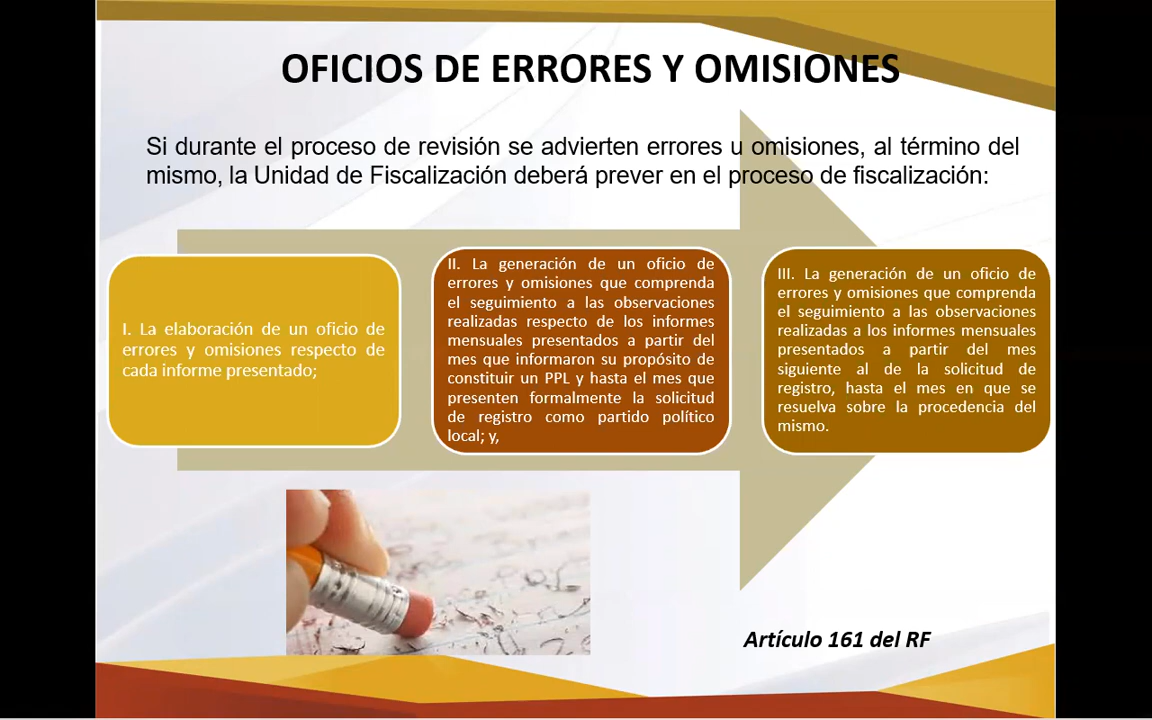 OFICIOS DE ERRORES Y OMISIONES
Si durante el proceso de revisión se advierten errores u omisiones, al término del
mismo, la Unidad de Fiscalización deberá prever en el proceso de fiscalización:
I. La elaboración de un oficio de
errores y omisiones respecto de
cada informe presentado;
II. La generación de un oficio de
errores y omisiones que comprenda
el seguimiento a las observaciones
realizadas respecto de los informes
mensuales presentados a partir del
mes que informaron su propósito de
constituir un PPL y hasta el mes que
presenten formalmente la solicitud
de registro como partido político
local; y,
III. La generación de un oficio de
errores y omisiones que comprenda
el seguimiento a las observaciones
realizadas a los informes mensuales
presentados a partir del mes
siguiente al de la solicitud de
registro, hasta el mes en que se
resuelva sobre la procedencia del
mismo.
Artículo 161 del RF